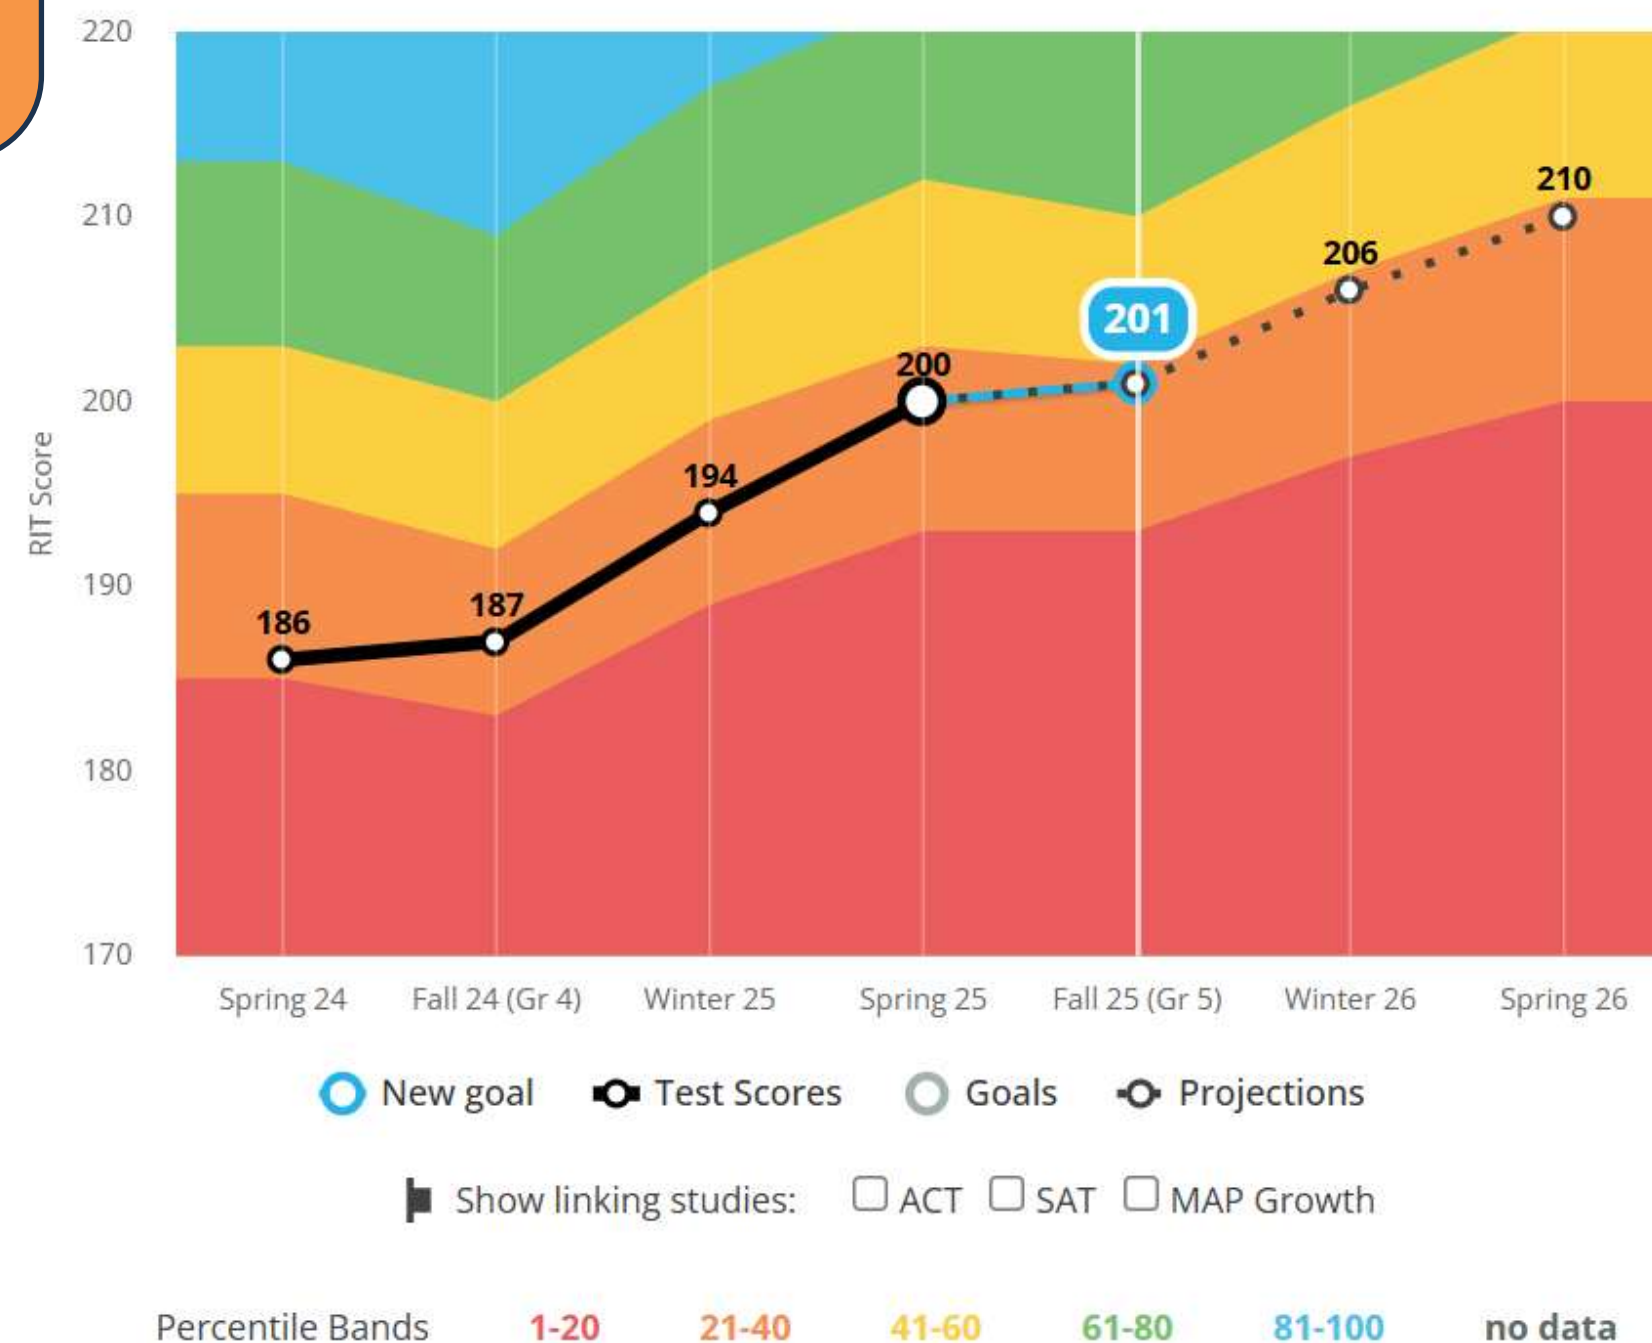 220
210
200
190
180
170
RIT Score
186
187
194
200
201
206
210
Spring 24
Fall 24 (Gr 4)
Winter 25
Spring 25
Fall 25 (Gr 5)
Winter 26
Spring 26
New goal Test Scores Goals Projections
Show linking studies: ACT SAT MAP Growth
Percentile Bands 1-20 21-40 41-60 61-80 81-100 no data